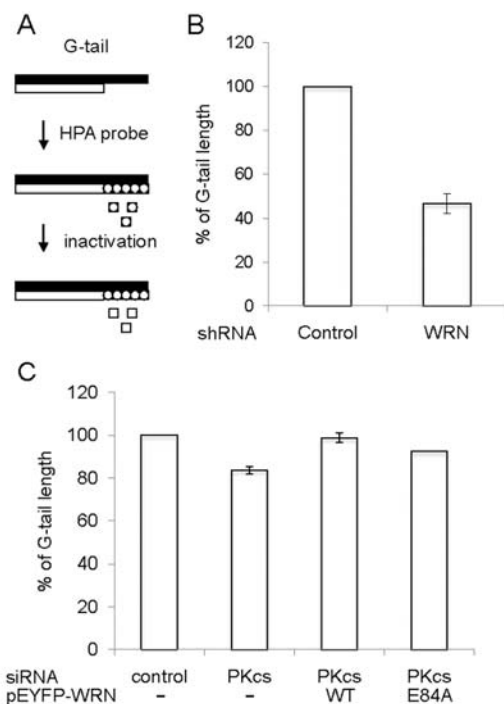 A
G-tail
HPA probe
inactivation
B
% of G-tail length
120
100
80
60
40
20
0
shRNA Control WRN
C
% of G-tail length
120
100
80
60
40
20
0
siRNA control PKcs PKcs PKcs
pEYFP-WRN – – WT E84A